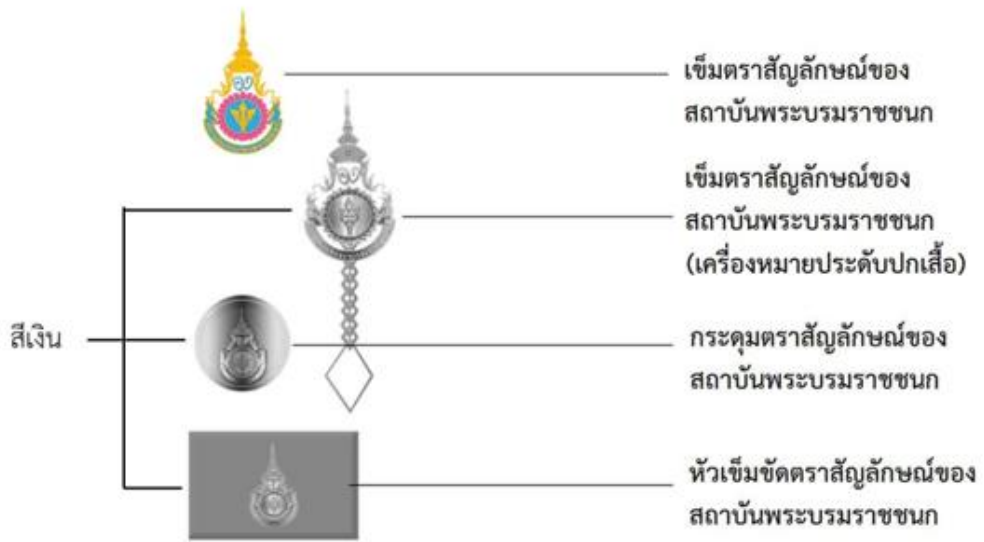 เข็มตราสัญลักษณ์ของ
สถาบันพระบรมราชชนก
เข็มตราสัญลักษณ์ของ
สถาบันพระบรมราชชนก
(เครื่องหมายประดับปกเสื้อ)
สีเงิน
กระดุมตราสัญลักษณ์ของ
สถาบันพระบรมราชชนก
หัวเข็มขัดตราสัญลักษณ์ของ
สถาบันพระบรมราชชนก